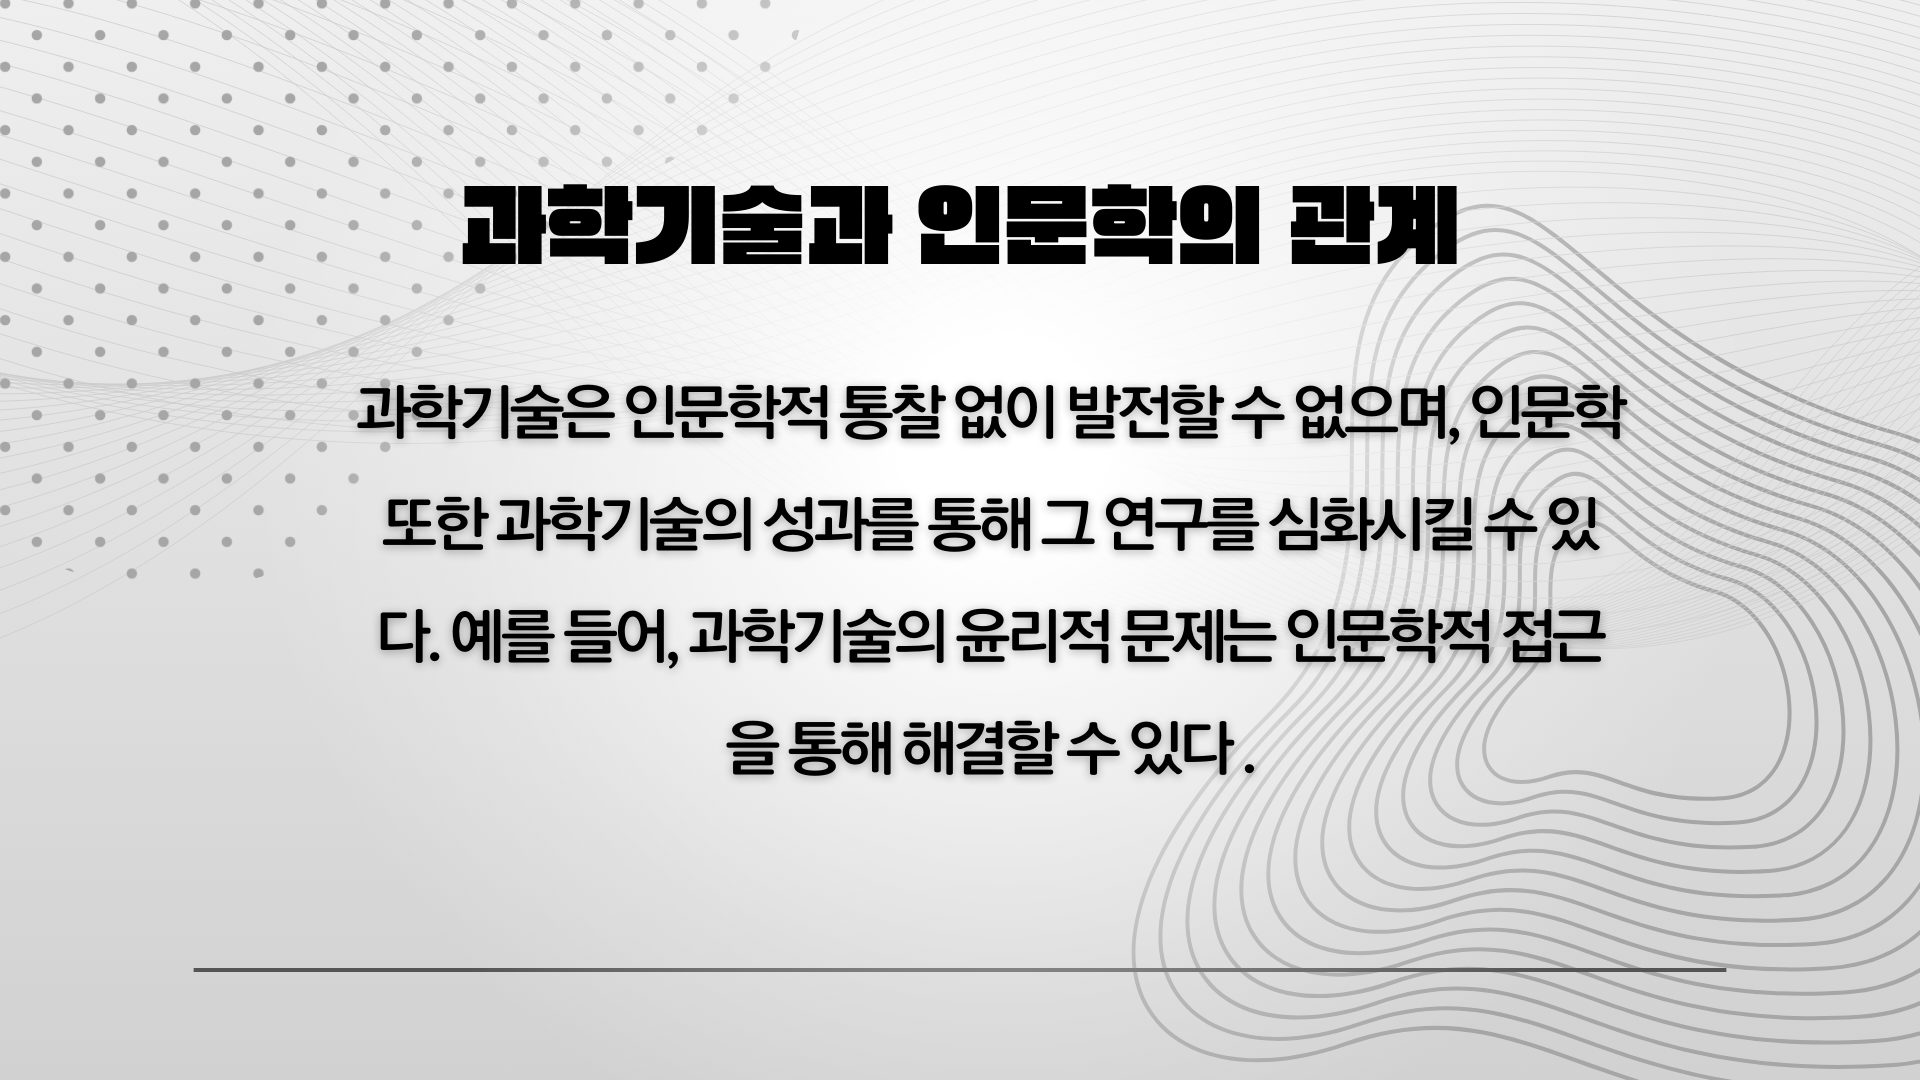 과학기술과 인문학의 관계
과학기술은 인문학적 통찰 없이 발전할 수 없으며, 인문학
또한 과학기술의 성과를 통해 그 연구를 심화시킬 수 있
다. 예를 들어, 과학기술의 윤리적 문제는 인문학적 접근
을 통해 해결할 수 있다 .